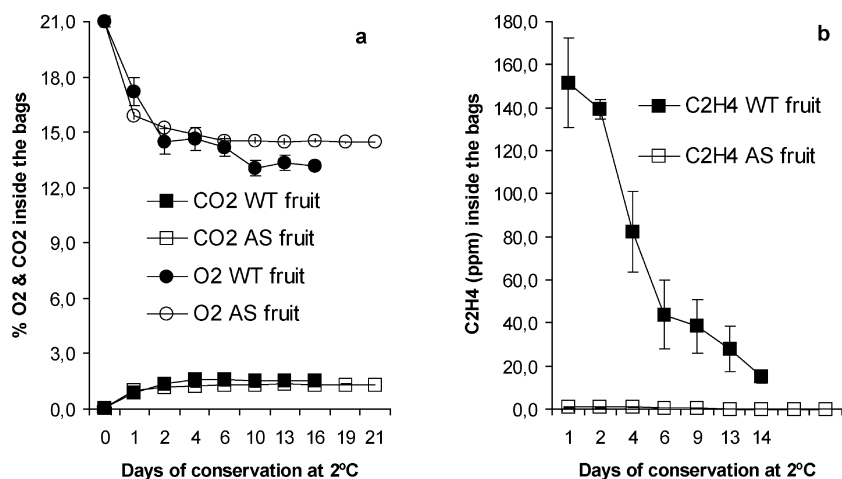 a
% O2 & CO2 inside the bags
21,0
18,0
15,0
12,0
9,0
6,0
3,0
0,0
CO2 WT fruit
CO2 AS fruit
O2 WT fruit
O2 AS fruit
0 1 2 4 6 10 13 16 19 21
Days of conservation at 2ºC
b
C2H4 (ppm) inside the bags
180,0
160,0
140,0
120,0
100,0
80,0
60,0
40,0
20,0
0,0
C2H4 WT fruit
C2H4 AS fruit
1 2 4 6 9 13 14
Days of conservation at 2ºC